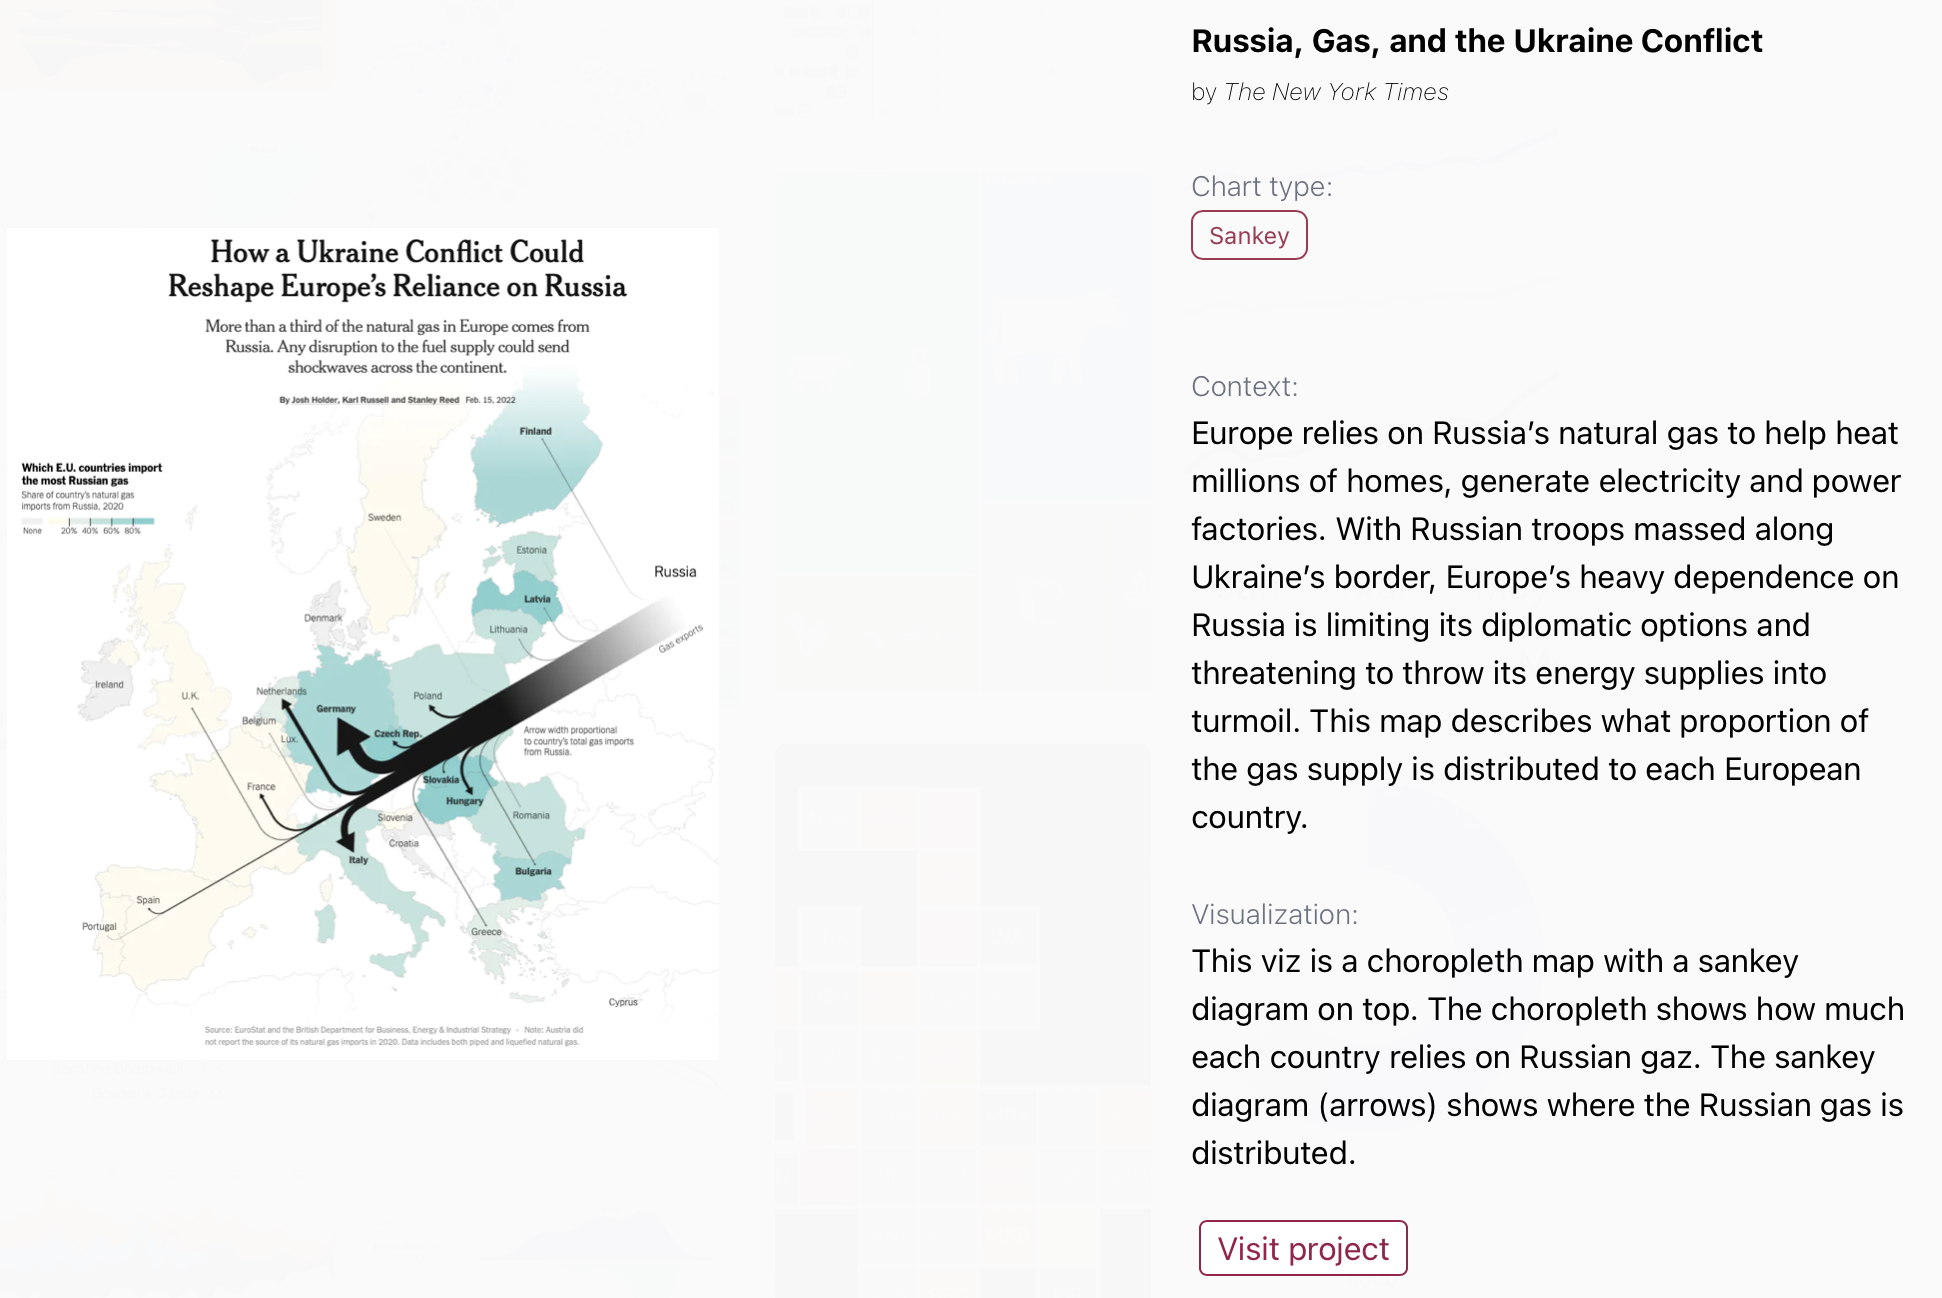 How a Ukraine Conflict Could
Reshape Europe's Reliance on Russia
More than a third of the natural gas in Europe comes from
Russia. Any disruption to the fuel supply could send
shockwaves across the continent.
By Josh Holder, Karl Russell and Stanley Reed Feb. 15, 2022
Which E.U. countries import
the most Russian gas
Share of country's natural gas
imports from Russia, 2020
None 20% 40% 60% 80%
Finland
Sweden
Estonia
Russia
Latvia
Denmark
Lithuania
Gas exports
Ireland
U.K.
Netherlands
Poland
Germany
Belgium
Czech Rep.
Lux.
Arrow width proportional
to country's total gas imports
from Russia.
Slovakia
France
Hungary
Slovenia
Romania
Croatia
Italy
Bulgaria
Spain
Portugal
Greece
Cyprus
Source: EuroStat and the British Department for Business, Energy & Industrial Strategy – Note: Austria did
not report the source of its natural gas imports in 2020. Data includes both piped and liquefied natural gas.
Russia, Gas, and the Ukraine Conflict
by The New York Times
Chart type:
Sankey
Context:
Europe relies on Russia's natural gas to help heat
millions of homes, generate electricity and power
factories. With Russian troops massed along
Ukraine's border, Europe's heavy dependence on
Russia is limiting its diplomatic options and
threatening to throw its energy supplies into
turmoil. This map describes what proportion of
the gas supply is distributed to each European
country.
Visualization:
This viz is a choropleth map with a sankey
diagram on top. The choropleth shows how much
each country relies on Russian gaz. The sankey
diagram (arrows) shows where the Russian gas is
distributed.
Visit project